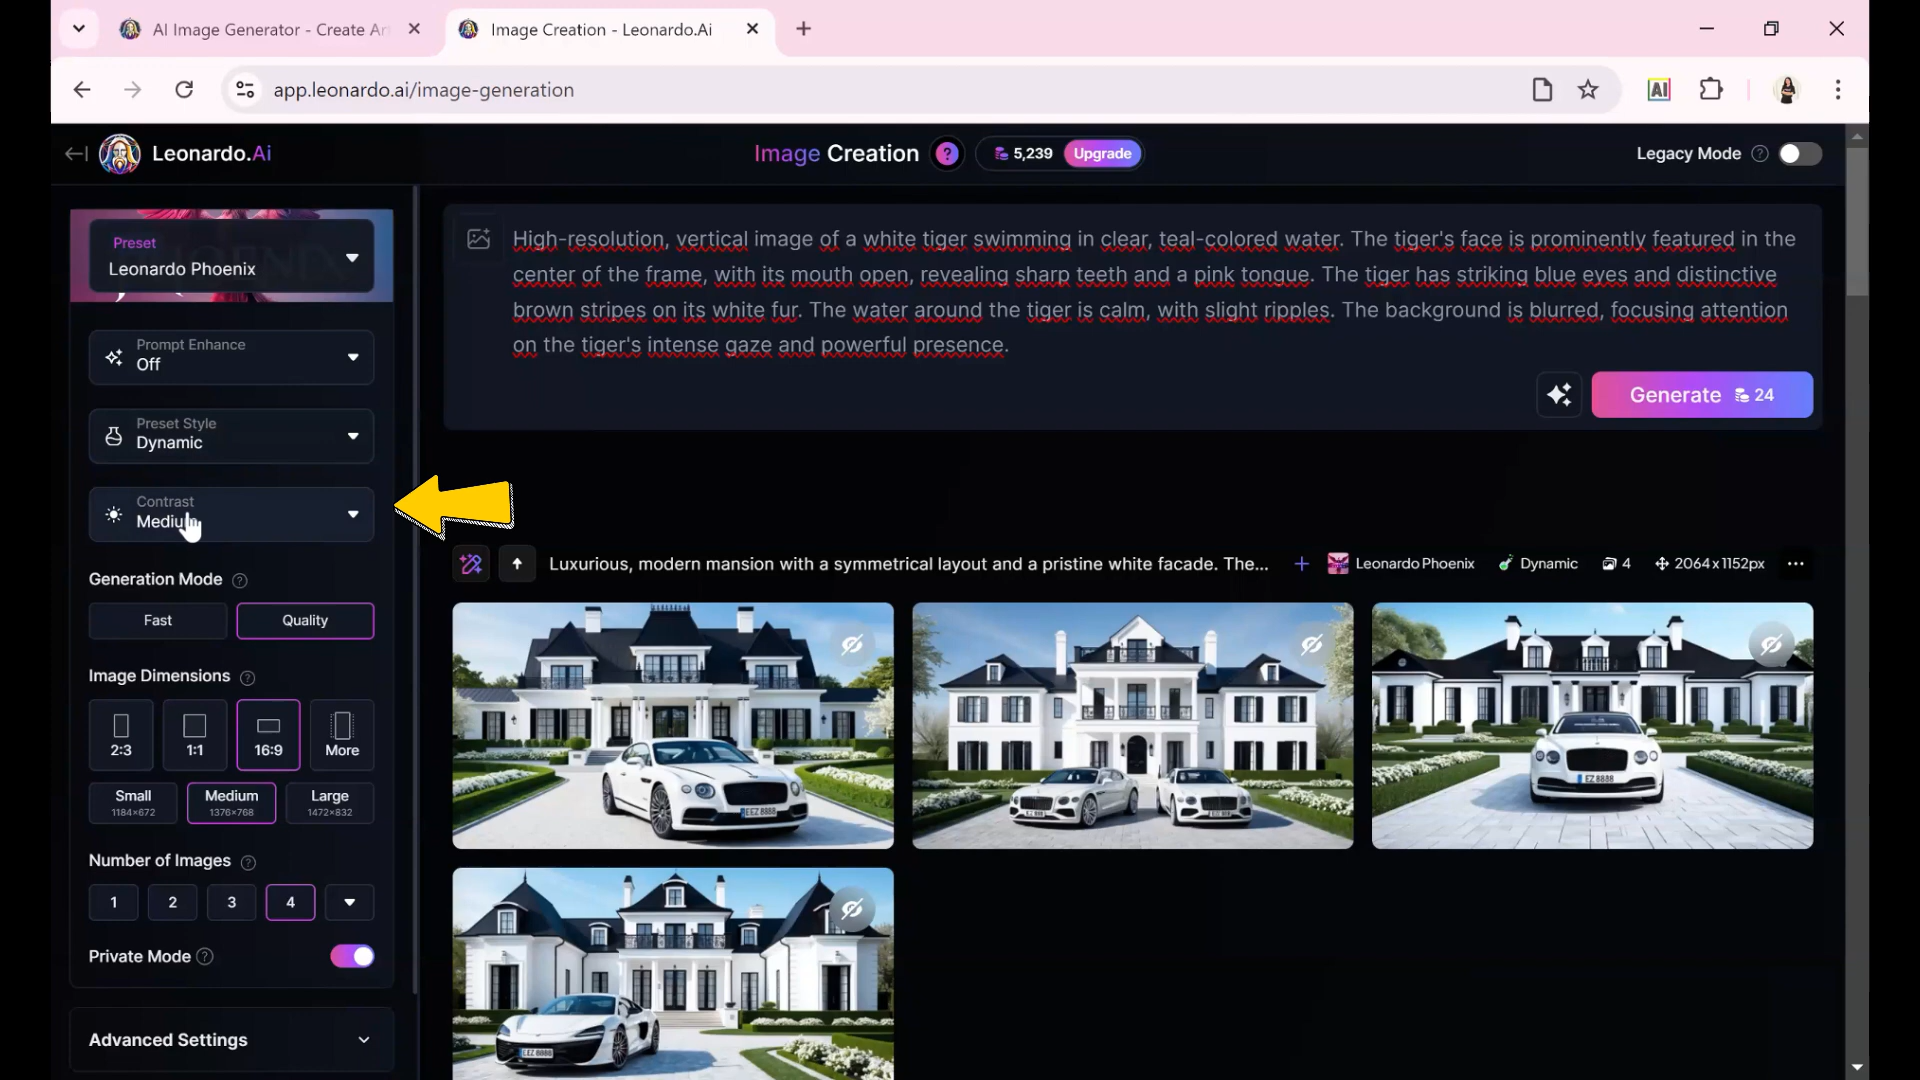 AI Image Generator - Create Ar
Image Creation - Leonardo.Ai
app.leonardo.ai/image-generation
AI
Leonardo.Ai
Image Creation ? 5,239 Upgrade
Legacy Mode ?
Preset
Leonardo Phoenix
Prompt Enhance
Off
Preset Style
Dynamic
Contrast
Medium
Generation Mode ?
Fast Quality
Image Dimensions ?
2:3 1:1 16:9 More
Small Medium Large
1184×672 1376×768 1472×832
Number of Images ?
1 2 3 4
Private Mode ?
Advanced Settings
High-resolution, vertical image of a white tiger swimming in clear, teal-colored water. The tiger's face is prominently featured in the
center of the frame, with its mouth open, revealing sharp teeth and a pink tongue. The tiger has striking blue eyes and distinctive
brown stripes on its white fur. The water around the tiger is calm, with slight ripples. The background is blurred, focusing attention
on the tiger's intense gaze and powerful presence.
Generate 24
Luxurious, modern mansion with a symmetrical layout and a pristine white facade. The... Leonardo Phoenix Dynamic 4 2064x1152px
EEZ 8888
EZ 8888
EEZ 8888